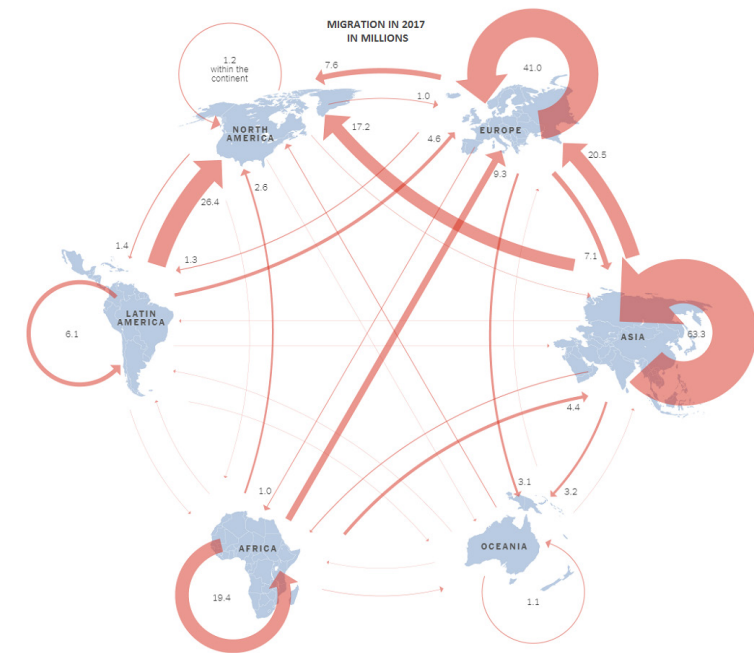 MIGRATION IN 2017
IN MILLIONS
1.2
within the
continent
7.6
41.0
1.0
NORTH
AMERICA
17.2
4.6
EUROPE
20.5
9.3
2.6
26.4
1.4
1.3
7.1
LATIN
AMERICA
6.1
ASIA
63.3
4.4
1.0
3.1
3.2
AFRICA
OCEANIA
19.4
1.1